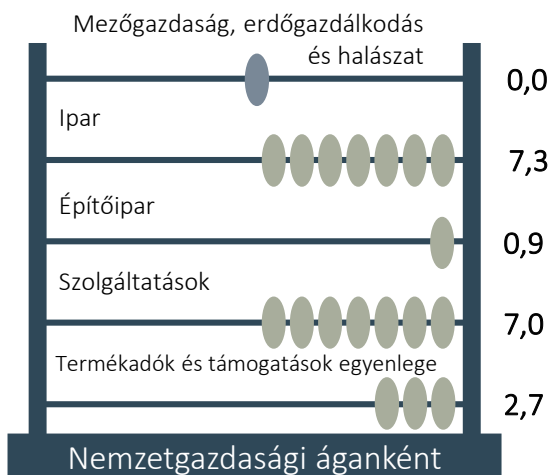 Mezőgazdaság, erdőgazdálkodás
és halászat
0,0
Ipar
7,3
Építőipar
0,9
Szolgáltatások
7,0
Termékadók és támogatások egyenlege
2,7
Nemzetgazdasági áganként